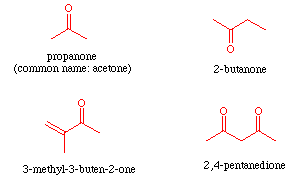 O
propanone
(common name: acetone)
O
2-butanone
O
3-methyl-3-buten-2-one
O O
2,4-pentanedione